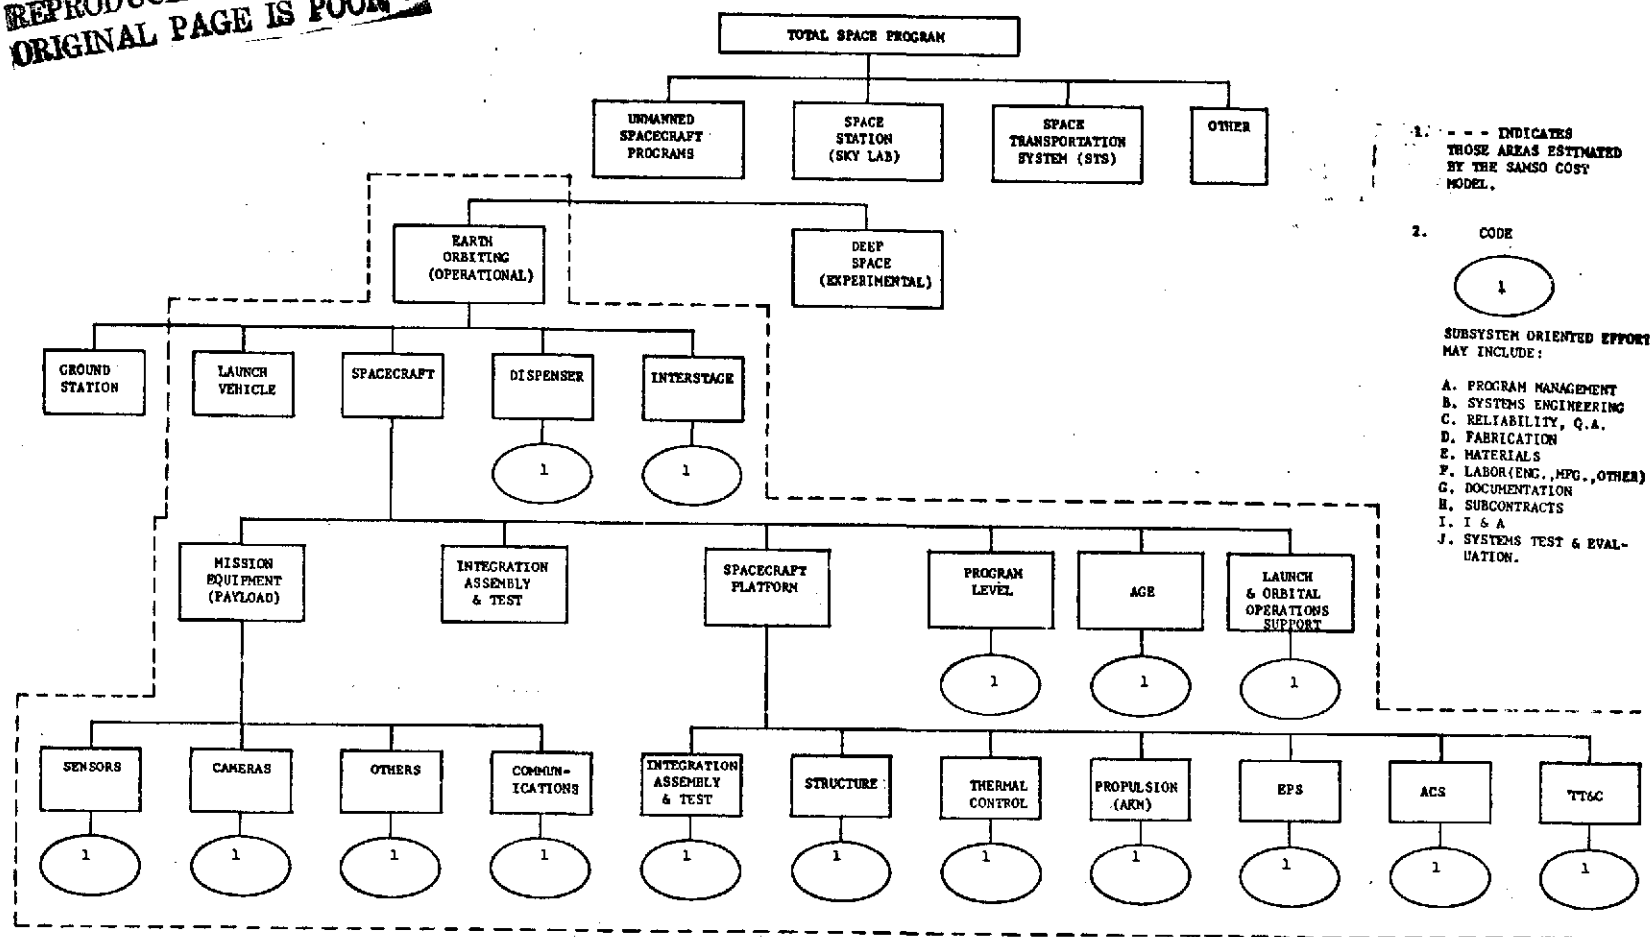 ORIGINAL PAGE IS POOR
TOTAL SPACE PROGRAM
UNMANNED
SPACECRAFT
PROGRAMS
SPACE
STATION
(SKY LAB)
SPACE
TRANSPORTATION
SYSTEM (STS)
OTHER
1. - - - INDICATES
THOSE AREAS ESTIMATED
BY THE SAMSO COST
MODEL.
EARTH
ORBITING
(OPERATIONAL)
DEEP
SPACE
(EXPERIMENTAL)
2. CODE
1
SUBSYSTEM ORIENTED EFFORT
MAY INCLUDE:
A. PROGRAM MANAGEMENT
B. SYSTEMS ENGINEERING
C. RELIABILITY, Q.A.
D. FABRICATION
E. MATERIALS
F. LABOR(ENG.,MFG.,OTHER)
G. DOCUMENTATION
H. SUBCONTRACTS
I. I & A
J. SYSTEMS TEST & EVAL-
UATION.
GROUND
STATION
LAUNCH
VEHICLE
SPACECRAFT
DISPENSER
INTERSTAGE
1
1
MISSION
EQUIPMENT
(PAYLOAD)
INTEGRATION
ASSEMBLY
& TEST
SPACECRAFT
PLATFORM
PROGRAM
LEVEL
AGE
LAUNCH
& ORBITAL
OPERATIONS
SUPPORT
1
1
1
SENSORS
CAMERAS
OTHERS
COMMUN-
ICATIONS
INTEGRATION
ASSEMBLY
& TEST
STRUCTURE
THERMAL
CONTROL
PROPULSION
(AKM)
EPS
ACS
TT&C
1
1
1
1
1
1
1
1
1
1
1